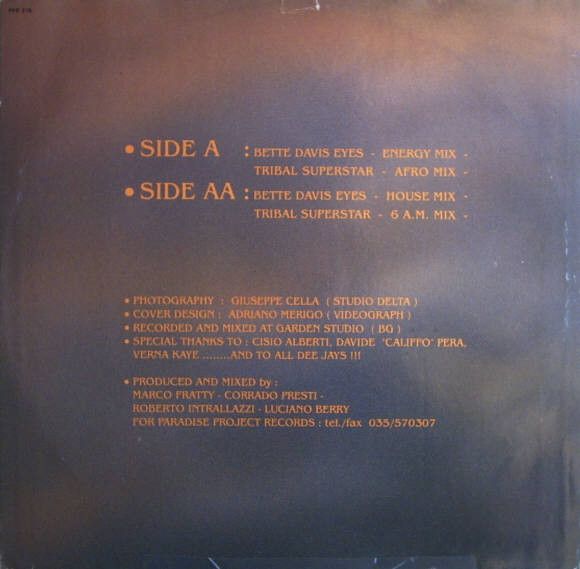 • SIDE A : BETTE DAVIS EYES - ENERGY MIX -
TRIBAL SUPERSTAR - AFRO MIX -
• SIDE AA : BETTE DAVIS EYES - HOUSE MIX -
TRIBAL SUPERSTAR - 6 A.M. MIX -
• PHOTOGRAPHY : GIUSEPPE CELLA ( STUDIO DELTA )
• COVER DESIGN : ADRIANO MERIGO ( VIDEOGRAPH )
• RECORDED AND MIXED AT GARDEN STUDIO ( BG )
• SPECIAL THANKS TO : CISIO ALBERTI, DAVIDE "CALIFFO" PERA,
VERNA KAYE ........AND TO ALL DEE JAYS !!!
• PRODUCED AND MIXED by :
MARCO FRATTY - CORRADO PRESTI -
ROBERTO INTRALLAZZI - LUCIANO BERRY
FOR PARADISE PROJECT RECORDS : tel./fax 035/570307